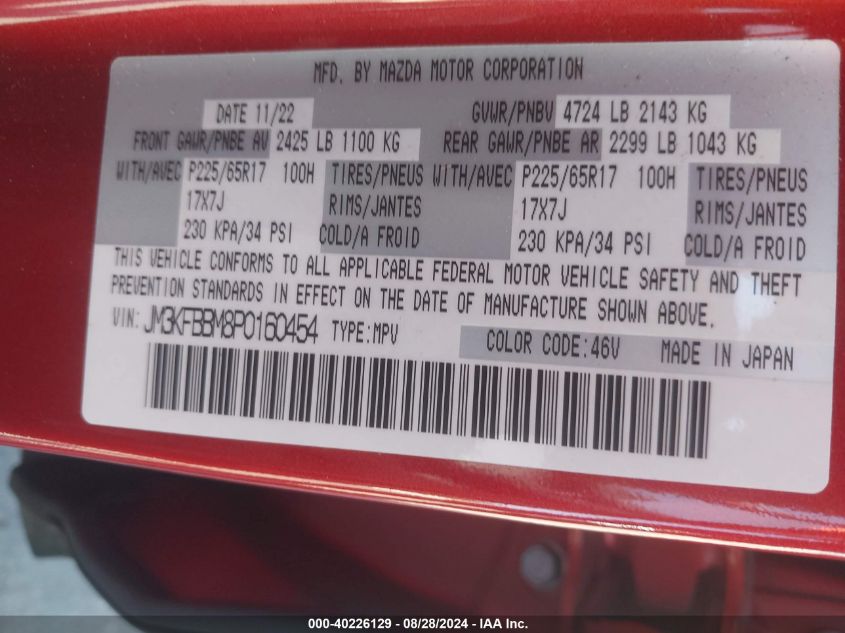 MFD. BY MAZDA MOTOR CORPORATION
DATE 11/22 GVWR/PNBV 4724 LB 2143 KG
FRONT GAWR/PNBE AV 2425 LB 1100 KG REAR GAWR/PNBE AR 2299 LB 1043 KG
WITH/AVEC P225/65R17 100H TIRES/PNEUS WITH/AVEC P225/65R17 100H TIRES/PNEUS
17X7J RIMS/JANTES 17X7J RIMS/JANTES
230 KPA/34 PSI COLD/A FROID 230 KPA/34 PSI COLD/A FROID
THIS VEHICLE CONFORMS TO ALL APPLICABLE FEDERAL MOTOR VEHICLE SAFETY AND THEFT
PREVENTION STANDARDS IN EFFECT ON THE DATE OF MANUFACTURE SHOWN ABOVE.
VIN: JM3KFBBM8P0160454 TYPE:MPV COLOR CODE:46V MADE IN JAPAN
000-40226129 - 08/28/2024 - IAA Inc.